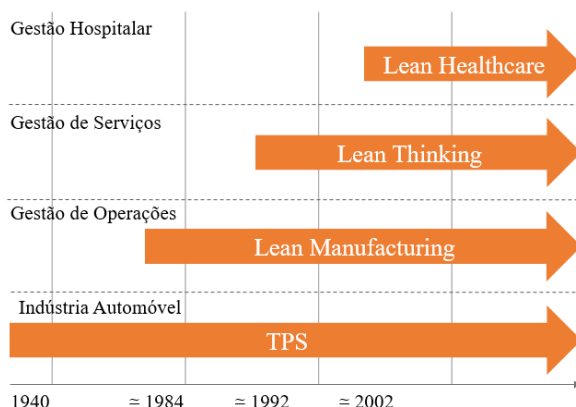 Gestão Hospitalar
Lean Healthcare
Gestão de Serviços
Lean Thinking
Gestão de Operações
Lean Manufacturing
Indústria Automóvel
TPS
1940 ≃ 1984 ≃ 1992 ≃ 2002